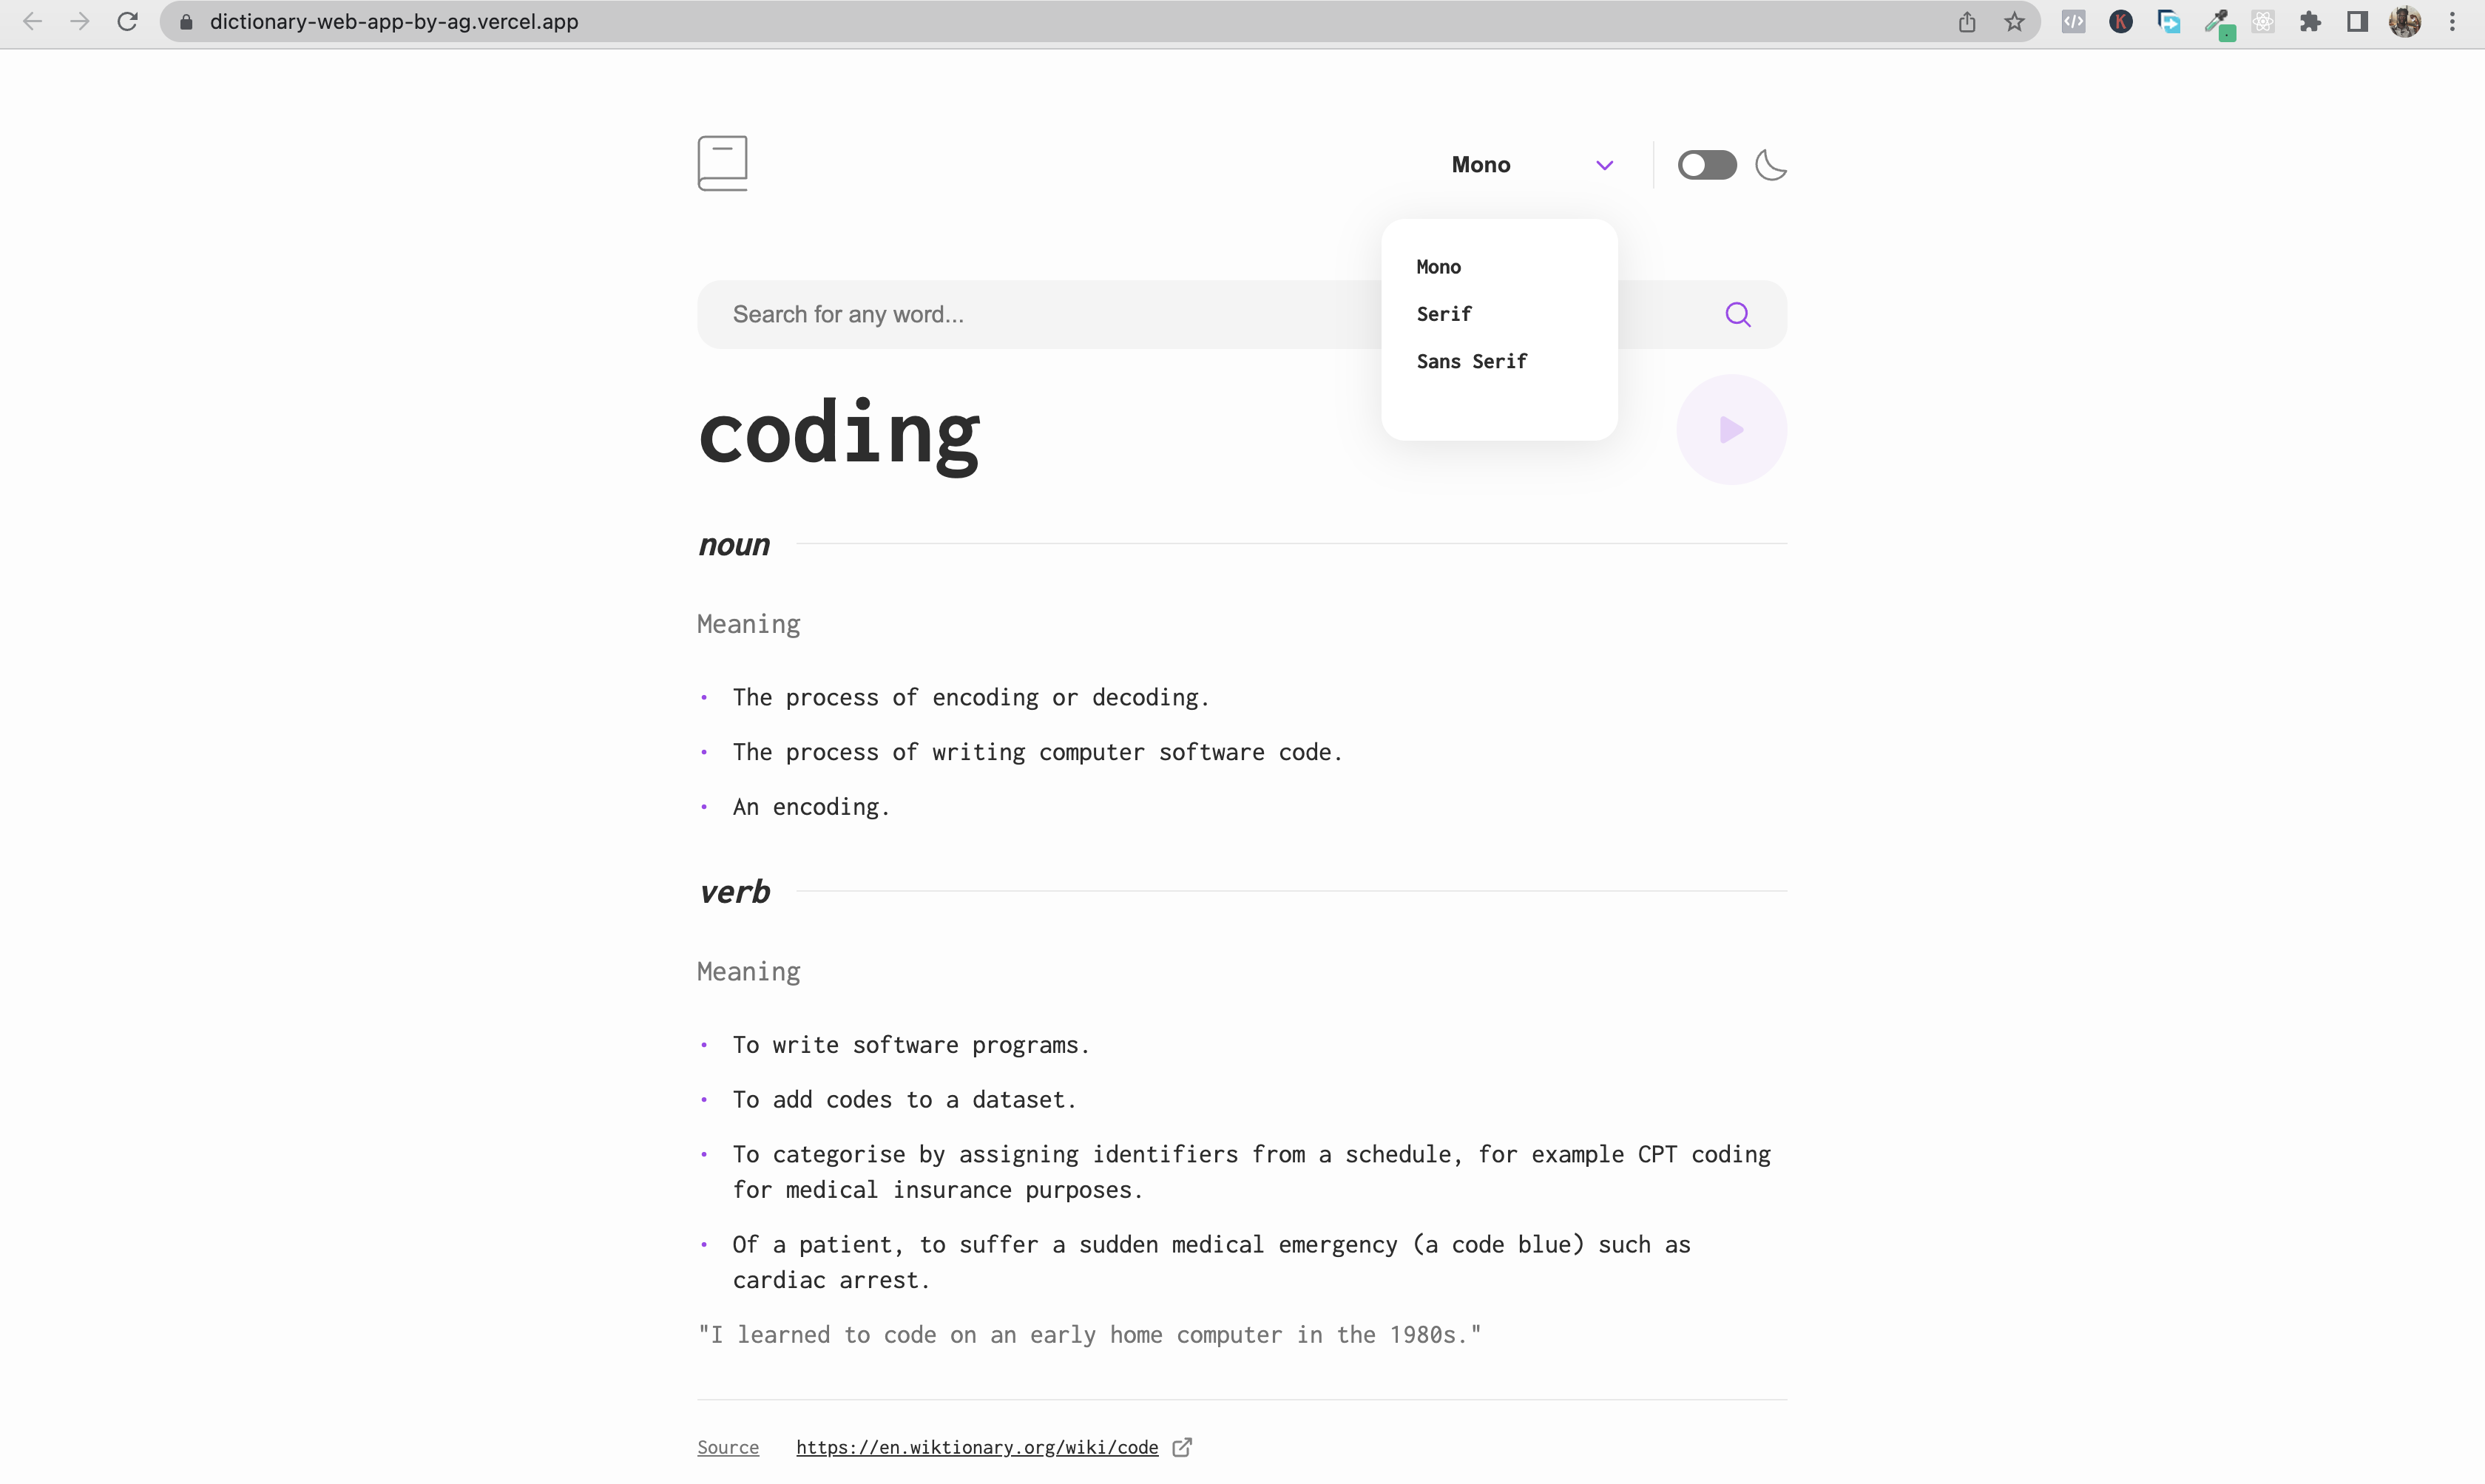 dictionary-web-app-by-ag.vercel.app
K
Mono
Mono
Serif
Sans Serif
Search for any word...
coding
noun
Meaning
• The process of encoding or decoding.
• The process of writing computer software code.
• An encoding.
verb
Meaning
• To write software programs.
• To add codes to a dataset.
• To categorise by assigning identifiers from a schedule, for example CPT coding
for medical insurance purposes.
• Of a patient, to suffer a sudden medical emergency (a code blue) such as
cardiac arrest.
"I learned to code on an early home computer in the 1980s."
Source https://en.wiktionary.org/wiki/code